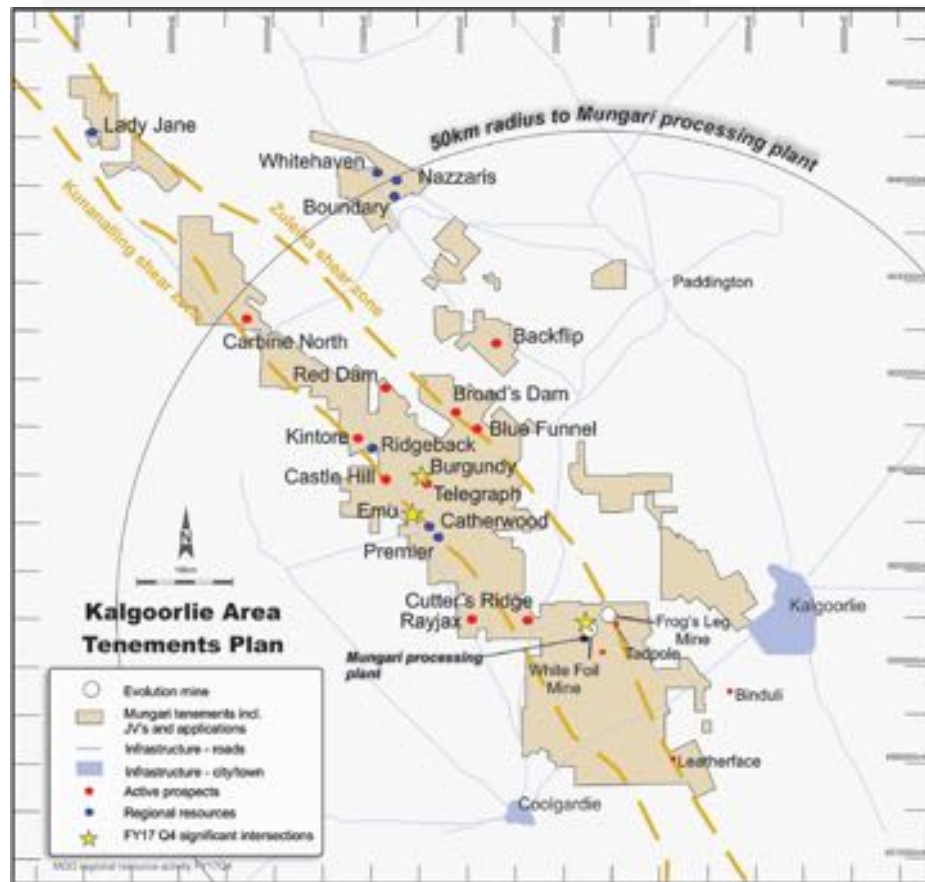 50km radius to Mungari processing plant
Lady Jane
Whitehaven
Nazzaris
Boundary
Kunanalling shear zone
Zuleika shear zone
Paddington
Carbine North
Backflip
Red Dam
Broad's Dam
Blue Funnel
Kintore
Ridgeback
Burgundy
Castle Hill
Telegraph
Emu
Catherwood
Premier
N
Kalgoorlie Area
Tenements Plan
Cutter's Ridge
Rayjax
Frog's Leg
Mine
Kalgoorlie
Tadpole
Mungari processing
plant
White Foil
Mine
Binduli
Leatherface
Coolgardie
Evolution mine
Mungari tenements incl.
JV's and applications
Infrastructure - roads
Infrastructure - city/town
Active prospects
Regional resources
FY17 Q4 significant intersections